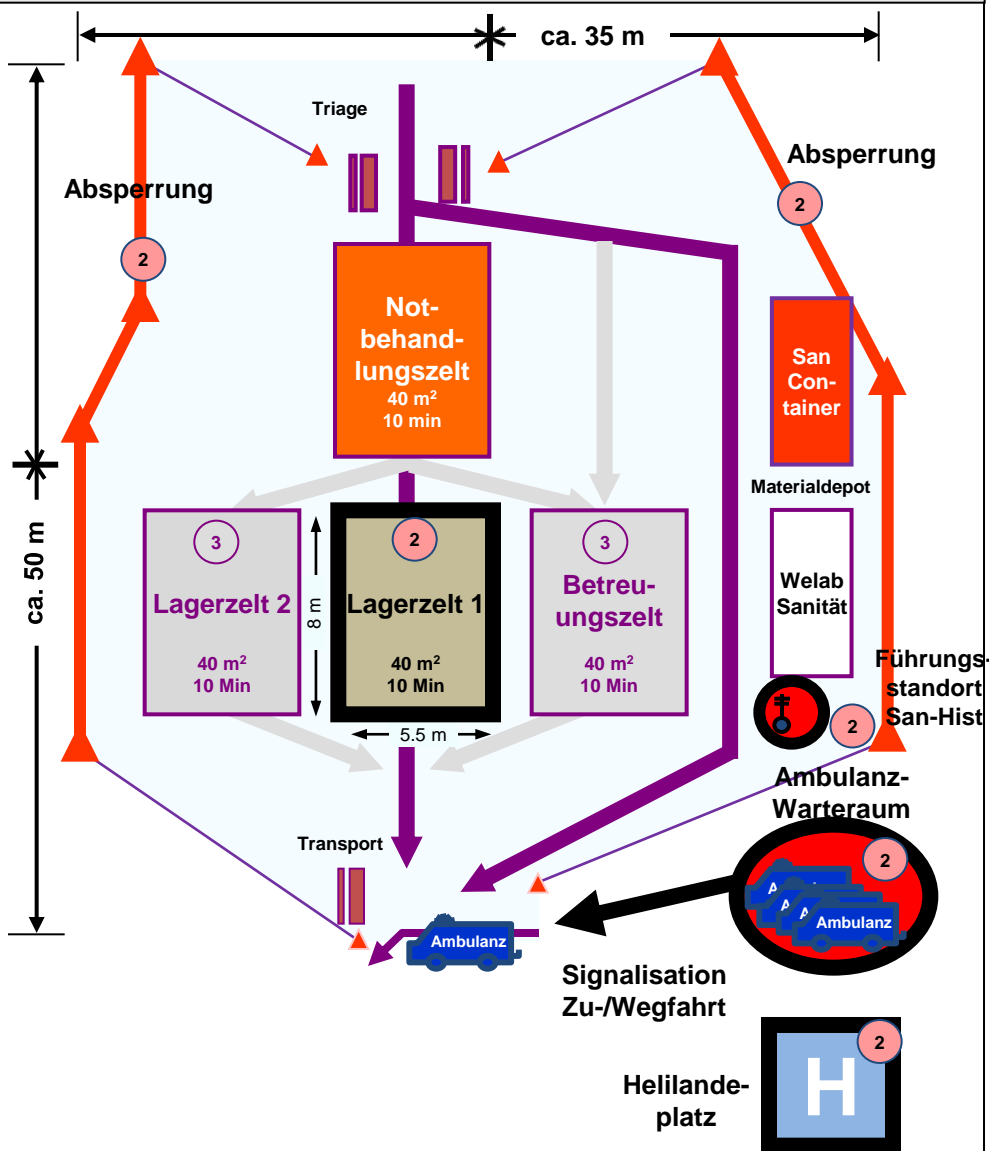 ca. 35 m
Triage
Absperrung
Absperrung
2
2
Not-
behand-
lungszelt
40 m²
10 min
San
Con-
tainer
ca. 50 m
Materialdepot
3
Lagerzelt 2
40 m²
10 Min
8 m
2
Lagerzelt 1
40 m²
10 Min
5.5 m
3
Betreu-
ungszelt
40 m²
10 Min
Welab
Sanität
Führungs-
standort
San-Hist
2
Ambulanz-
Warteraum
2
A
A
A
Ambulanz
Transport
Ambulanz
Signalisation
Zu-/Wegfahrt
Helilande-
platz
2
H